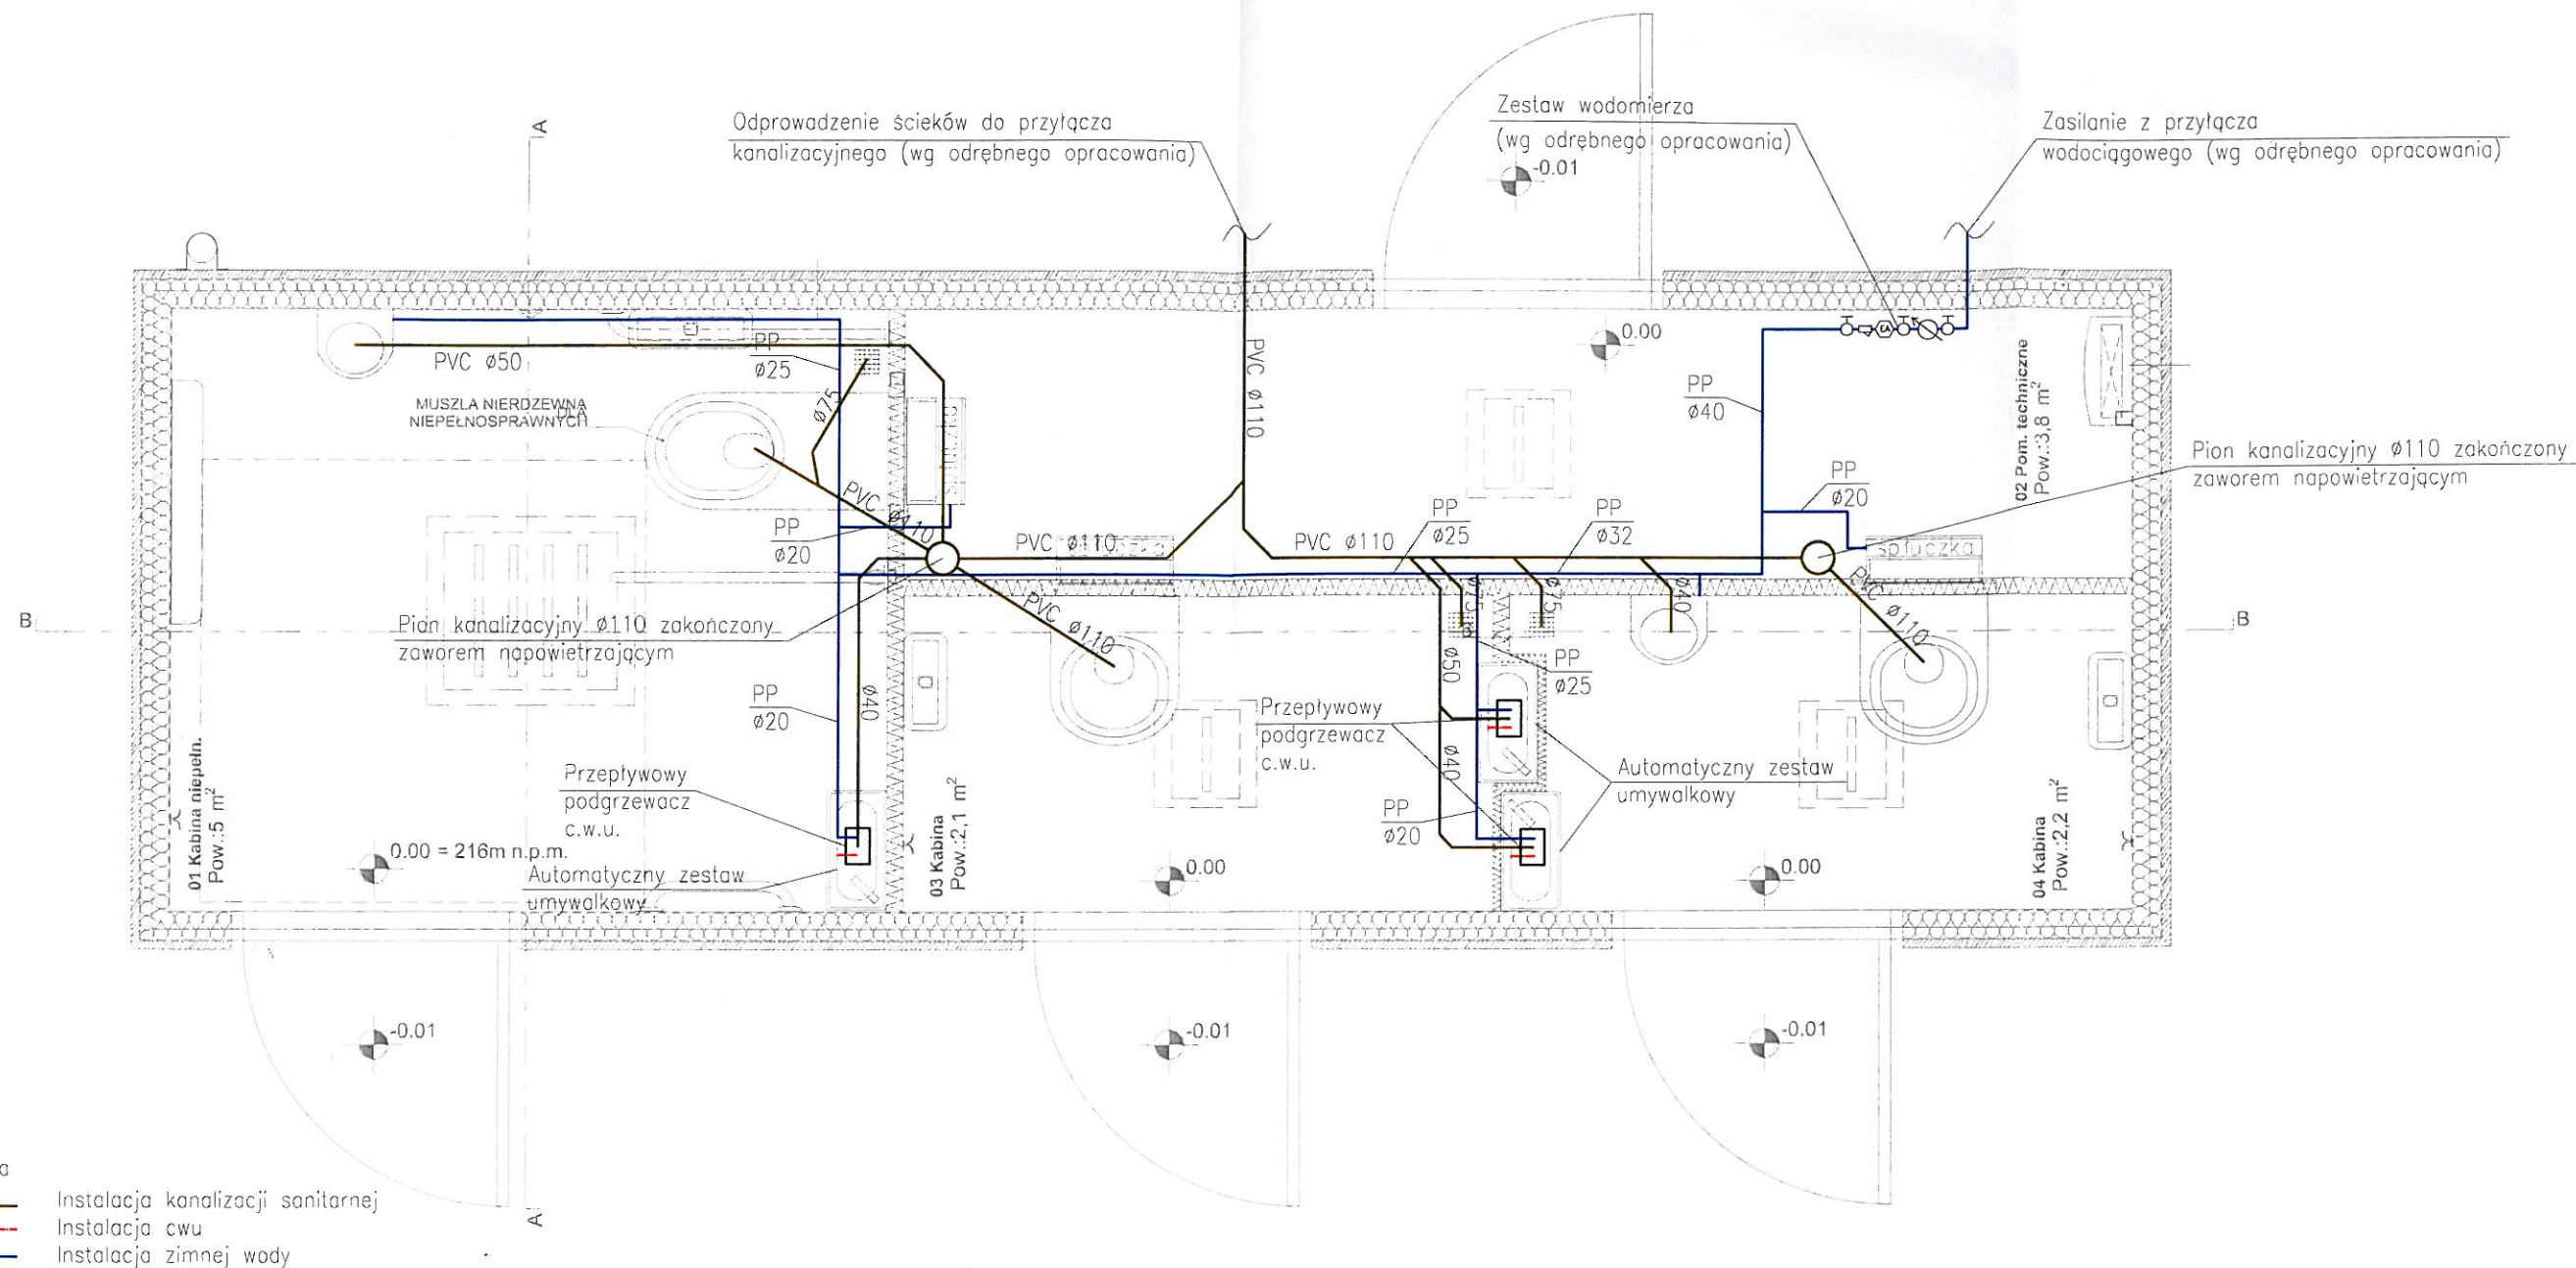 Odprowadzenie ścieków do przyłącza
kanalizacyjnego (wg odrębnego opracowania)
Zestaw wodomierza
(wg odrębnego opracowania)
Zasilanie z przyłącza
wodociągowego (wg odrębnego opracowania)
A
-0.01
0.00
EA
PVC ø50
PP
ø25
ø75
MUSZLA NIERDZEWNA
DLA
NIEPEŁNOSPRAWNYCH
PVC ø110
PP
ø40
02 Pom. techniczne
Pow.:3,8 m²
Pion kanalizacyjny ø110 zakończony
zaworem napowietrzającym
PP
ø20
PVC ø110
PP
ø20
PVC ø110
PVC ø110
PP
ø25
PP
ø32
spłuczka
PVC ø110
B
B
Pion kanalizacyjny ø110 zakończony
zaworem napowietrzającym
PVC ø110
ø75
ø75
ø40
ø50
PP
ø25
PP
ø20
ø40
Przepływowy
podgrzewacz
c.w.u.
ø40
Automatyczny zestaw
umywalkowy
PP
ø20
Przepływowy
podgrzewacz
c.w.u.
01 Kabina niepełn.
Pow.:5 m²
0.00 = 216m n.p.m.
Automatyczny zestaw
umywalkowy
03 Kabina
Pow.:2,1 m²
0.00
0.00
04 Kabina
Pow.:2,2 m²
-0.01
-0.01
-0.01
A
a
Instalacja kanalizacji sanitarnej
Instalacja cwu
Instalacja zimnej wody